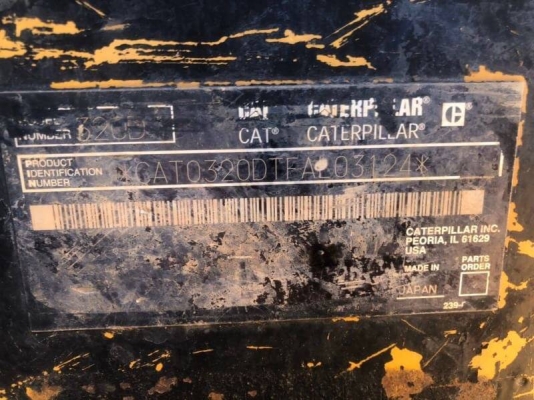 NUMBER 320D
CAT CATERPILLAR®
CAT® CATERPILLAR®
PRODUCT
IDENTIFICATION
NUMBER
CATERPILLAR INC.
PEORIA, IL 61629
USA
MADE IN
JAPAN
PARTS
ORDER